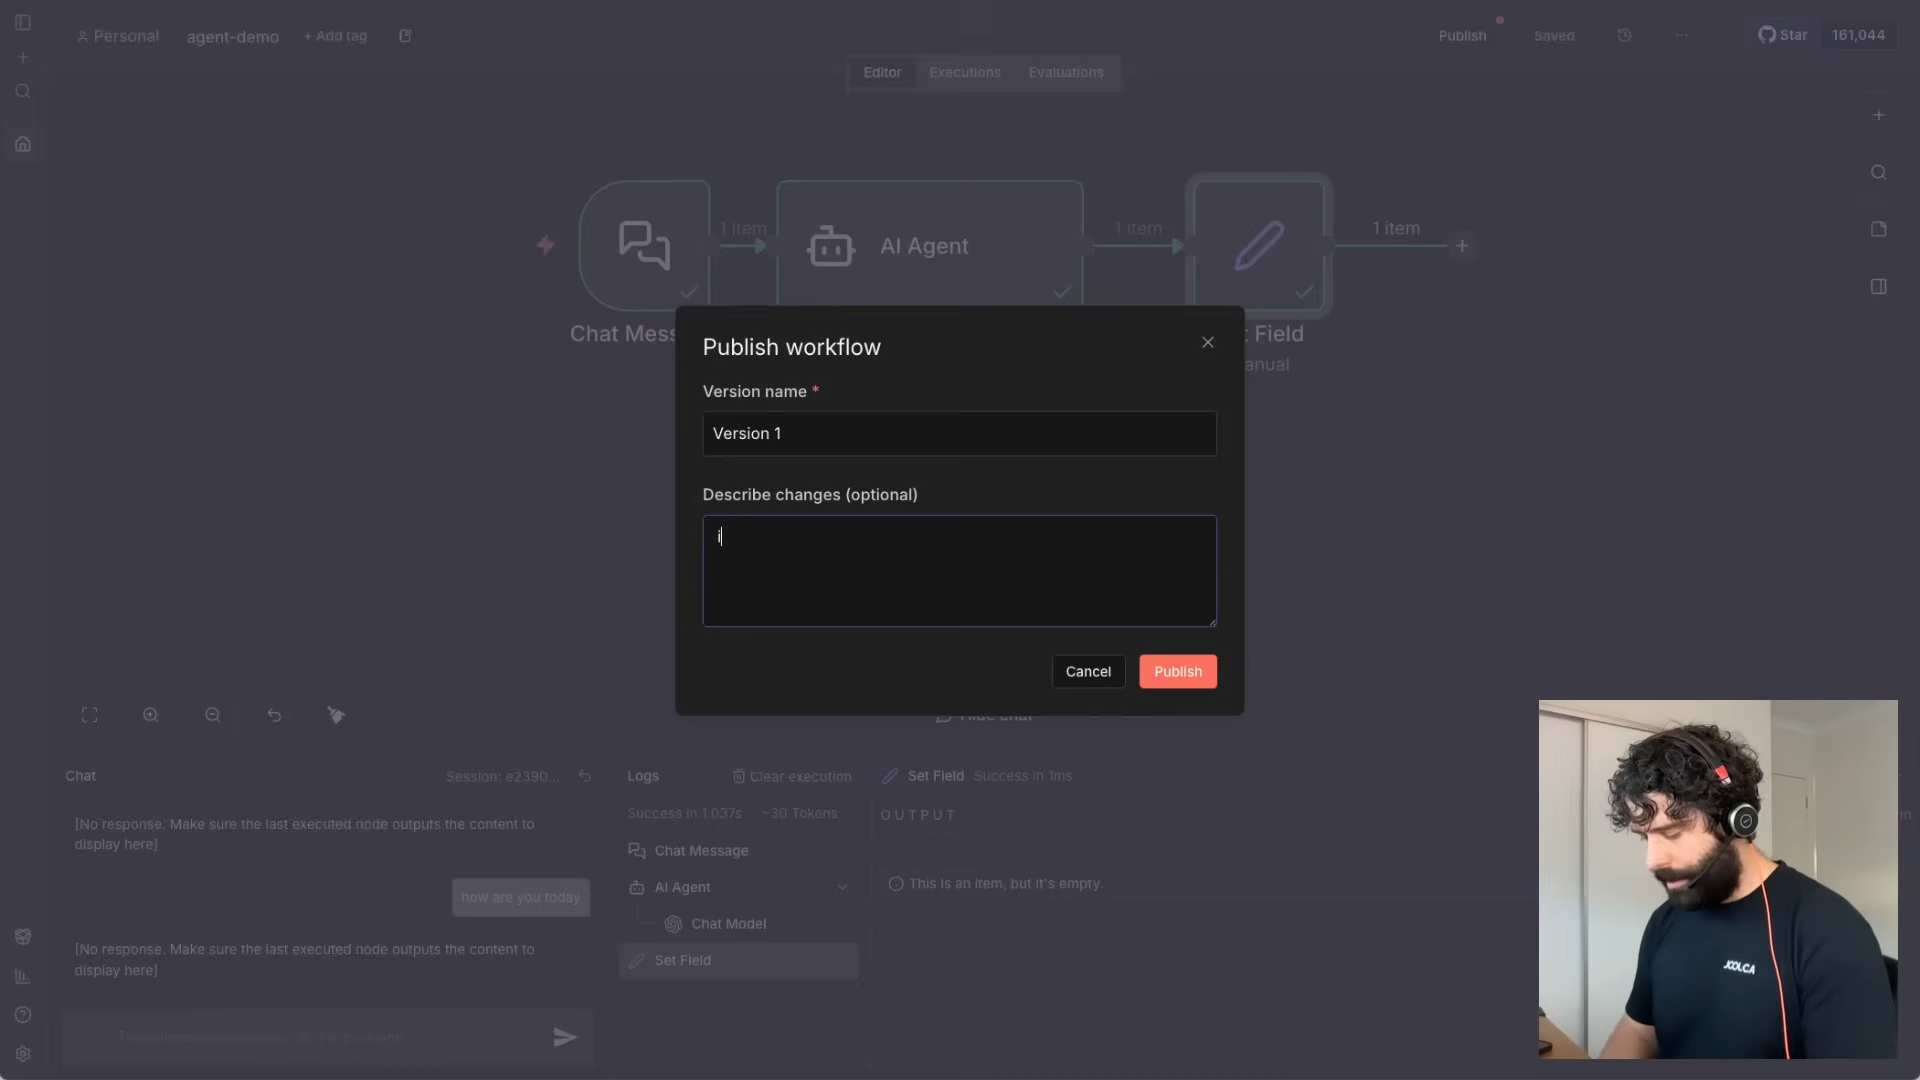 Personal
agent-demo
+ Add tag
Publish
Saved
Star
161,044
Editor
Executions
Evaluations
1 item
AI Agent
1 item
1 item
Chat Mess
t Field
anual
Publish workflow
Version name *
Version 1
Describe changes (optional)
i
Cancel
Publish
Hide chat
Chat
Session: e2390...
[No response. Make sure the last executed node outputs the content to
display here]
how are you today
[No response. Make sure the last executed node outputs the content to
display here]
Logs
Clear execution
Success in 1.037s
~30 Tokens
Chat Message
AI Agent
Chat Model
Set Field
Set Field
Success in 1ms
OUTPUT
This is an item, but it's empty.
JOOLCA